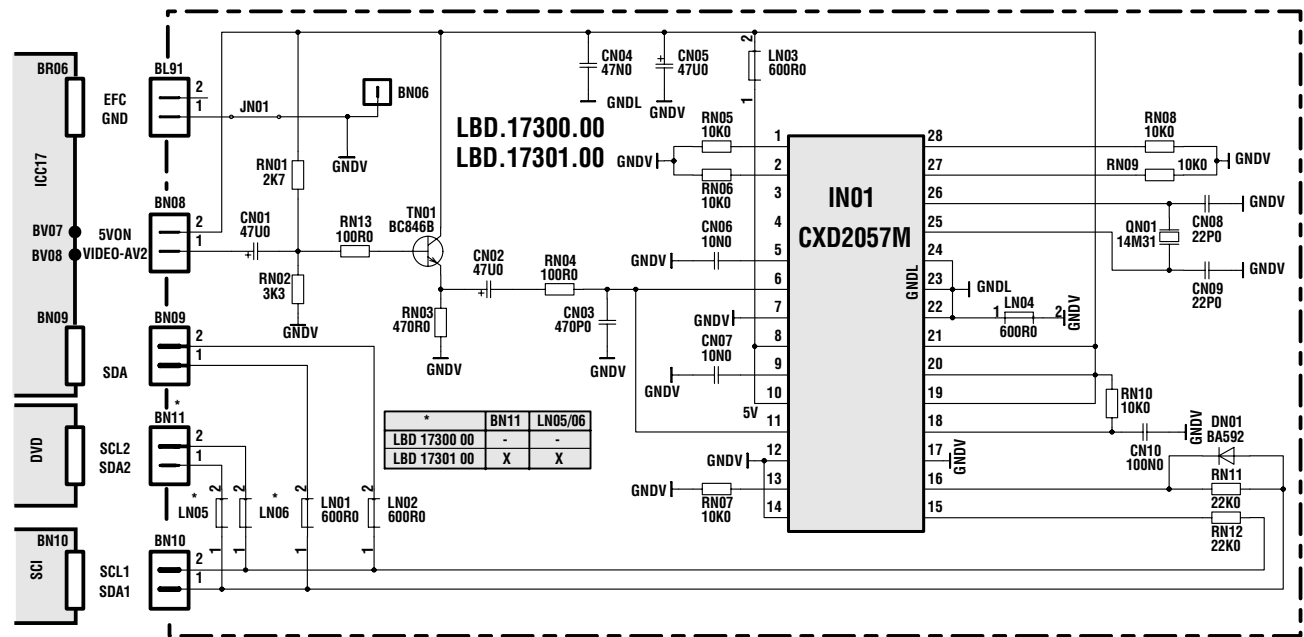 BR06
EFC
GND
ICC17
BV07
5VON
BV08
VIDEO-AV2
BN09
SDA
DVD
SCL2
SDA2
BN10
SCI
SCL1
SDA1
BL91
2
1
JN01
BN06
GNDV
BN08
2
1
CN01
47U0
RN01
2K7
RN02
3K3
GNDV
RN13
100R0
TN01
BC846B
RN03
470R0
GNDV
CN02
47U0
RN04
100R0
CN03
470P0
GNDV
LBD.17300.00
LBD.17301.00
CN04
47N0
GNDL
CN05
47U0
GNDV
2
LN03
600R0
1
BN09
2
1
BN11
*
2
1
* BN11 LN05/06
LBD 17300 00 - -
LBD 17301 00 X X
2
*
LN05
1
2
*
LN06
1
2
LN01
600R0
1
2
LN02
600R0
1
BN10
2
1
RN05
10K0
GNDV
RN06
10K0
CN06
10N0
GNDV
GNDV
CN07
10N0
GNDV
5V
GNDV
GNDV
RN07
10K0
IN01
CXD2057M
1
2
3
4
5
6
7
8
9
10
11
12
13
14
28
27
26
25
24
23
22
21
20
19
18
17
16
15
GNDL
RN08
10K0
RN09
10K0
GNDV
QN01
14M31
CN08
22P0
GNDV
CN09
22P0
GNDV
GNDL
LN04
1
2
600R0
GNDV
RN10
10K0
CN10
100N0
GNDV
GNDV
DN01
BA592
RN11
22K0
RN12
22K0